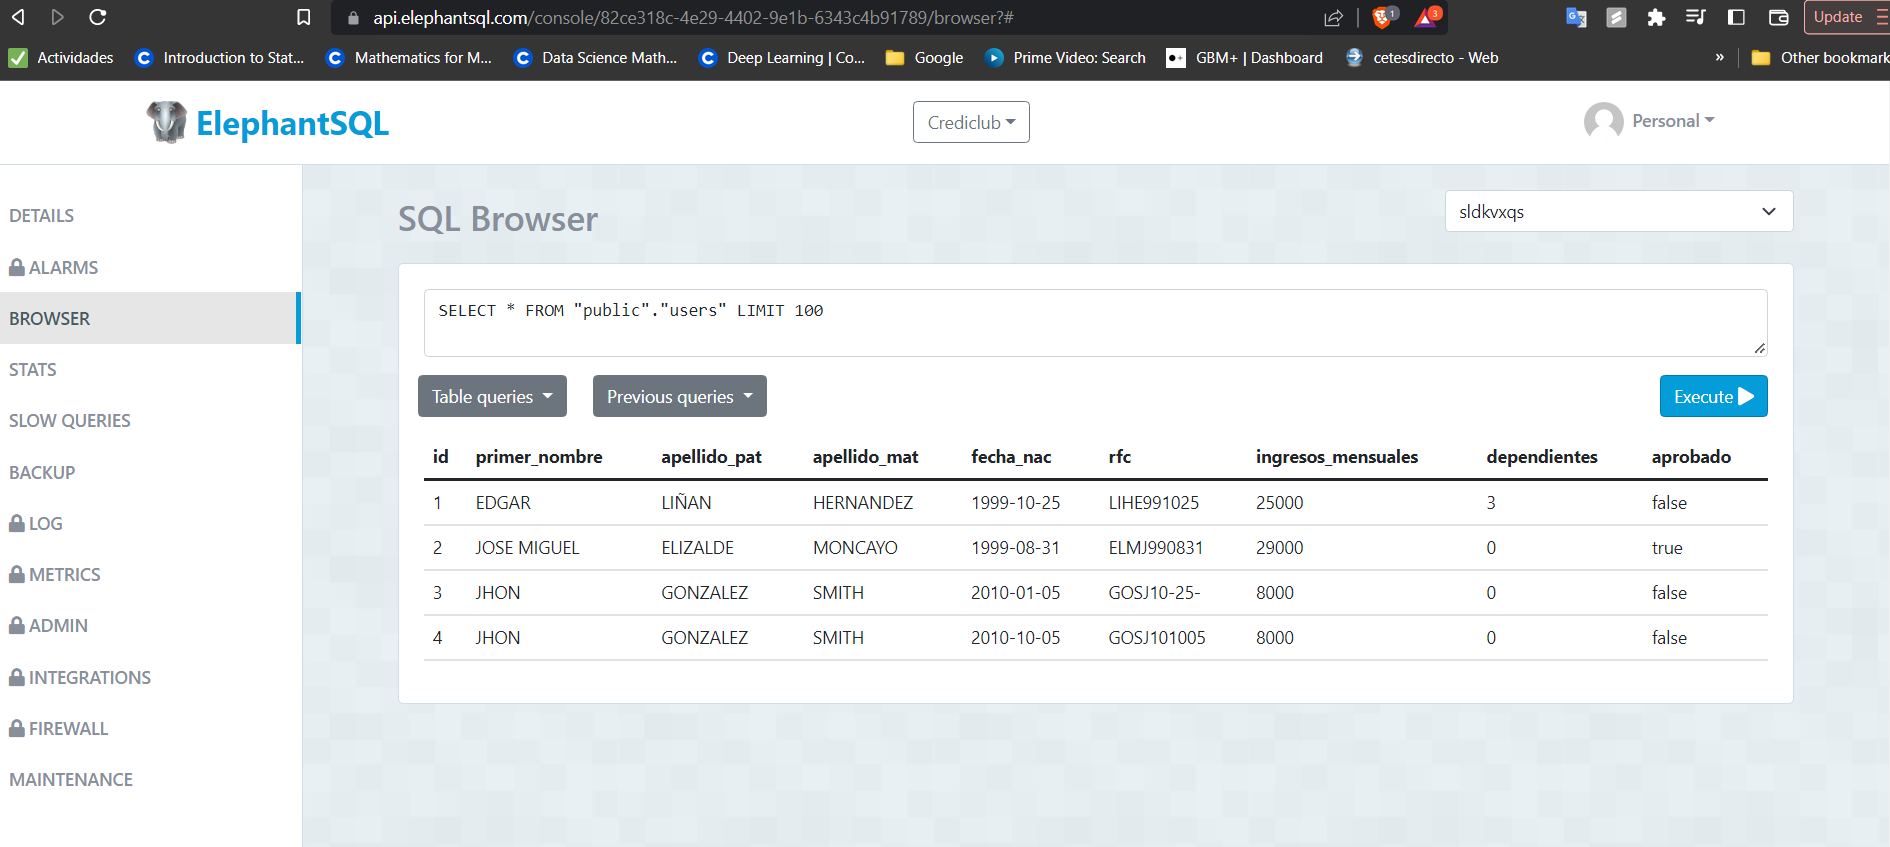 api.elephantsql.com/console/82ce318c-4e29-4402-9e1b-6343c4b91789/browser?#
1
3
Update
Actividades
Introduction to Stat...
Mathematics for M...
Data Science Math...
Deep Learning | Co...
Google
Prime Video: Search
GBM+ | Dashboard
cetesdirecto - Web
»
Other bookmark
ElephantSQL
Crediclub
Personal
DETAILS
ALARMS
BROWSER
STATS
SLOW QUERIES
BACKUP
LOG
METRICS
ADMIN
INTEGRATIONS
FIREWALL
MAINTENANCE
SQL Browser
sldkvxqs
SELECT * FROM "public"."users" LIMIT 100
Table queries
Previous queries
Execute
id primer_nombre apellido_pat apellido_mat fecha_nac rfc ingresos_mensuales dependientes aprobado
1 EDGAR LIÑAN HERNANDEZ 1999-10-25 LIHE991025 25000 3 false
2 JOSE MIGUEL ELIZALDE MONCAYO 1999-08-31 ELMJ990831 29000 0 true
3 JHON GONZALEZ SMITH 2010-01-05 GOSJ10-25- 8000 0 false
4 JHON GONZALEZ SMITH 2010-10-05 GOSJ101005 8000 0 false